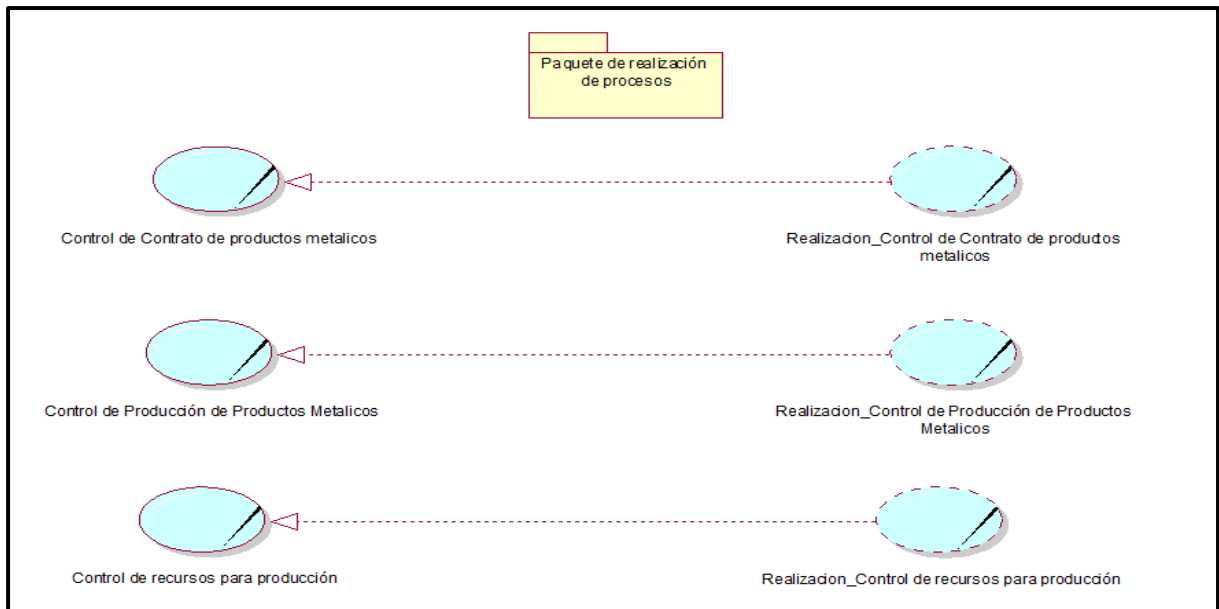 Paquete de realización
de procesos
Control de Contrato de productos metalicos
Realizacion_Control de Contrato de productos
metalicos
Control de Producción de Productos Metalicos
Realizacion_Control de Producción de Productos
Metalicos
Control de recursos para producción
Realizacion_Control de recursos para producción